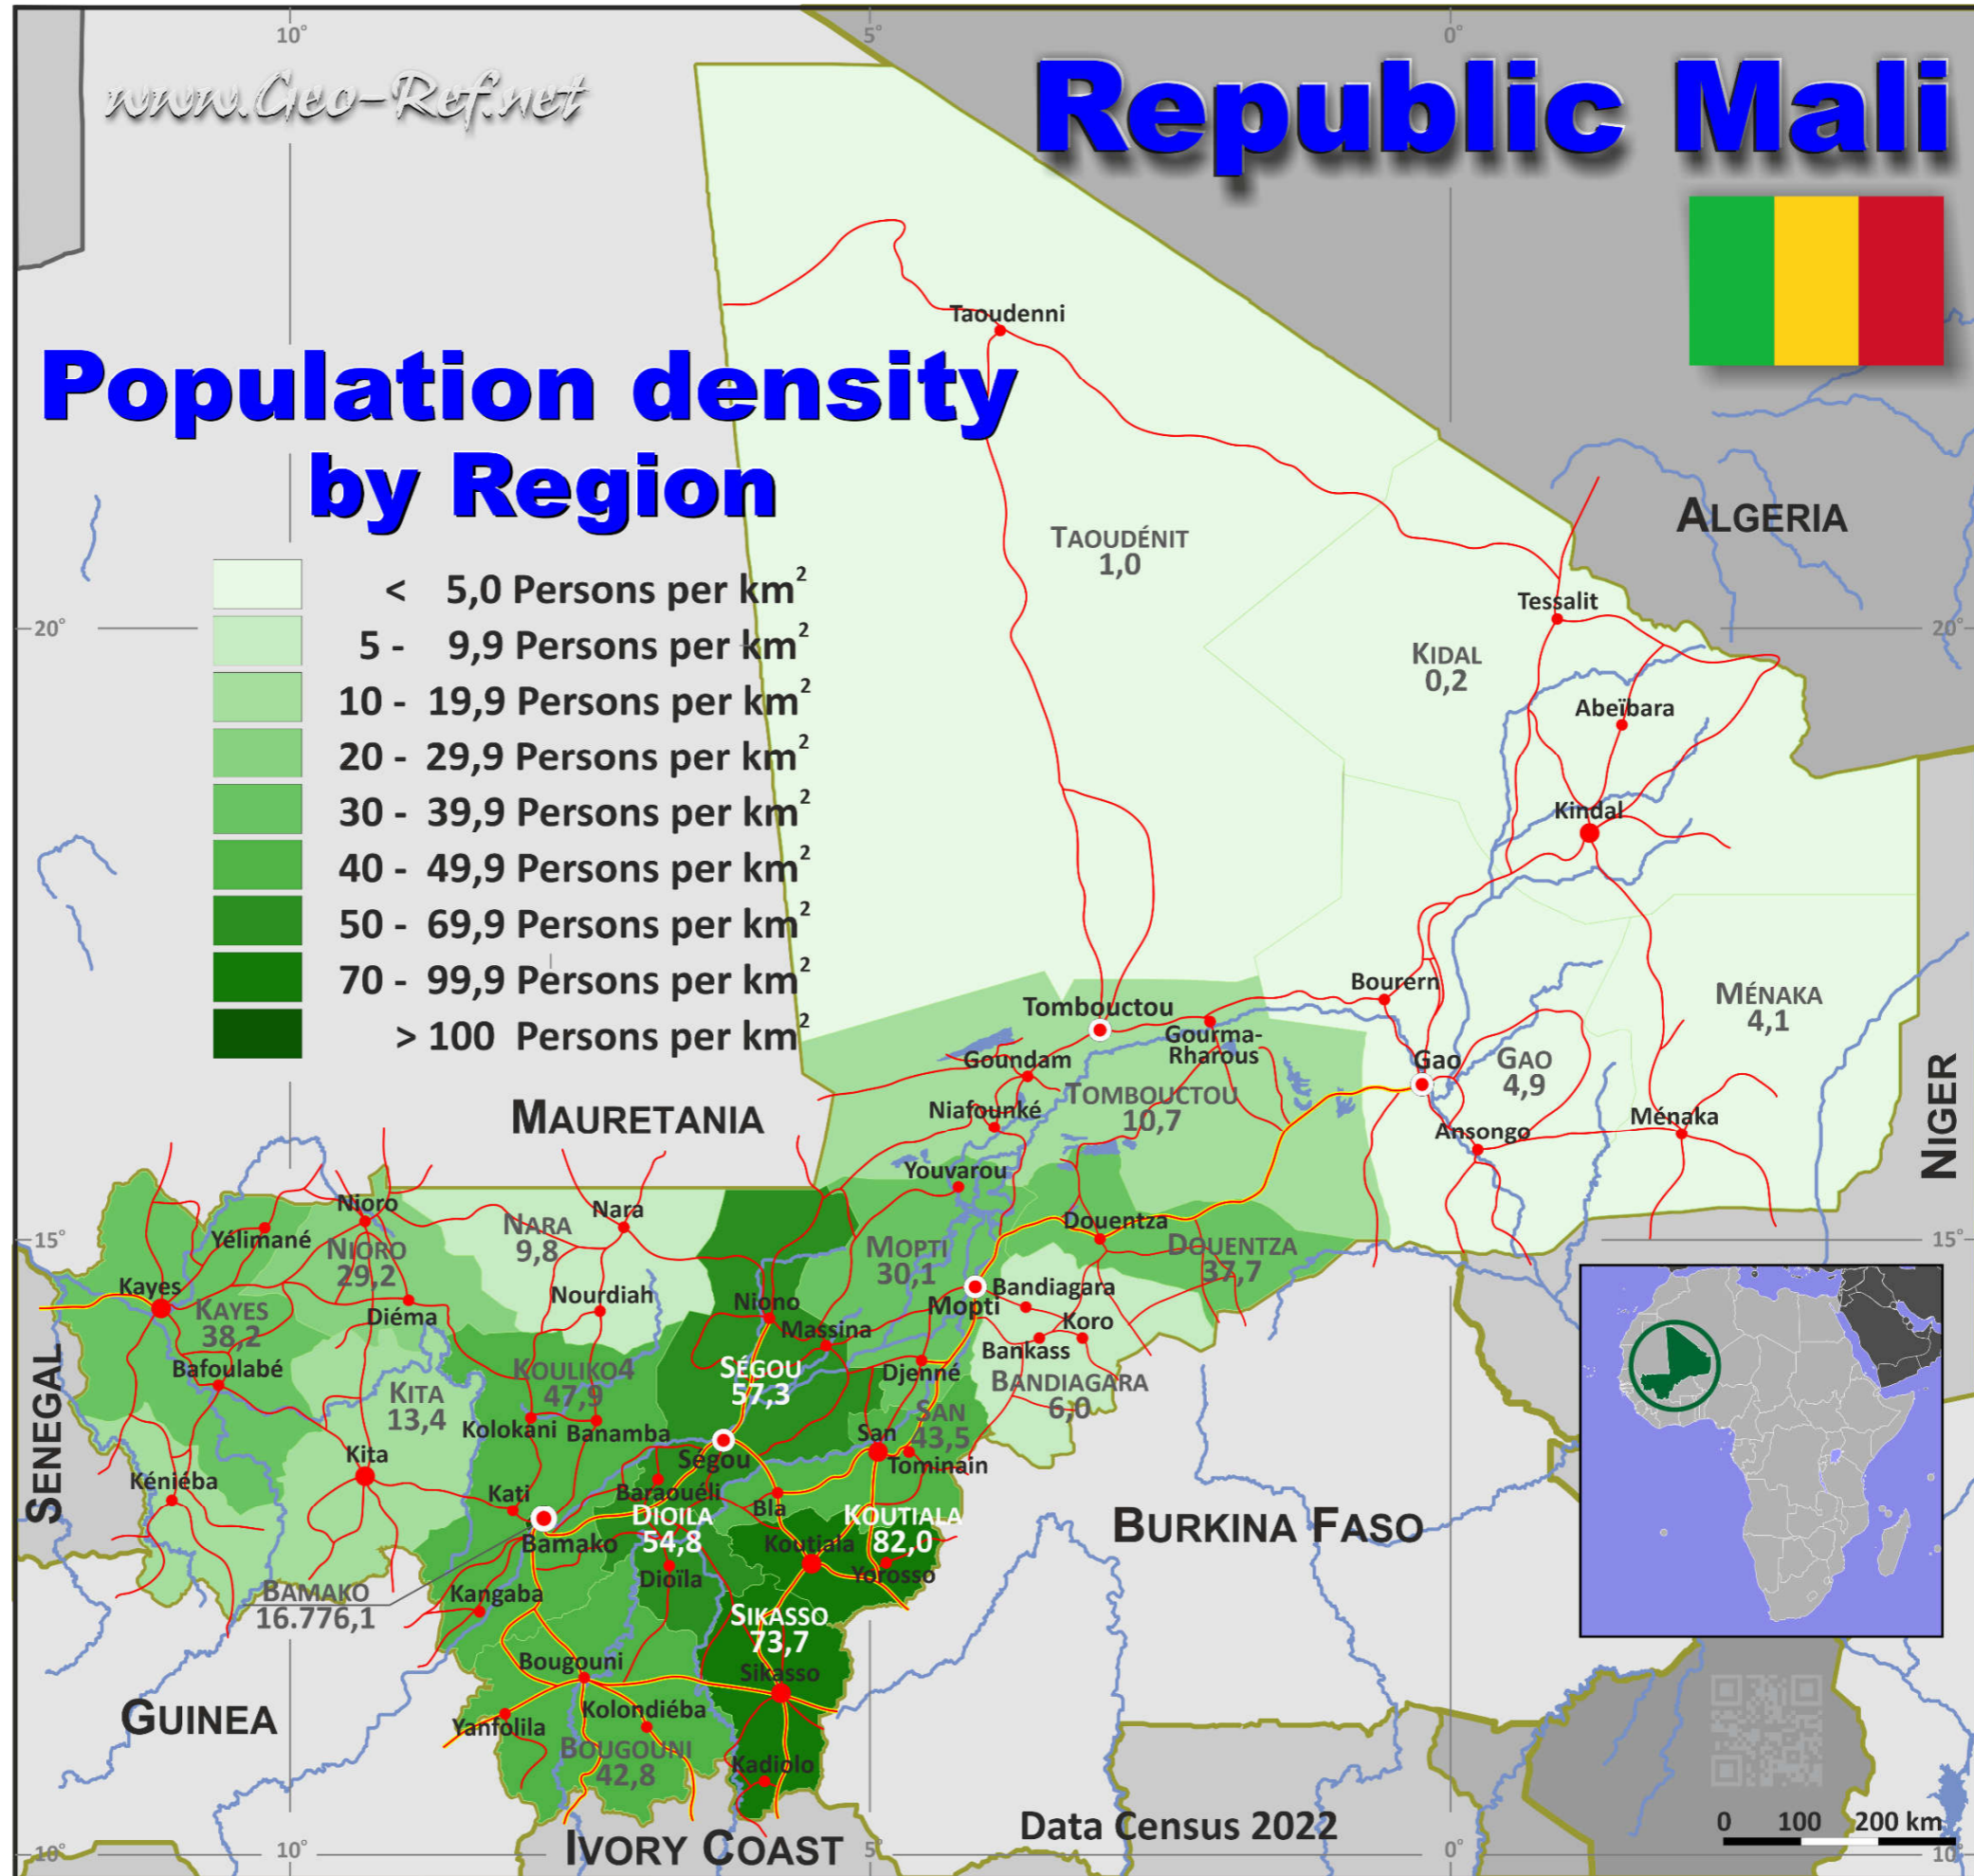 10°
5°
0°
www.Geo-Ref.net
Republic Mali
Population density
by Region
< 5,0 Persons per km²
5 - 9,9 Persons per km²
10 - 19,9 Persons per km²
20 - 29,9 Persons per km²
30 - 39,9 Persons per km²
40 - 49,9 Persons per km²
50 - 69,9 Persons per km²
70 - 99,9 Persons per km²
> 100 Persons per km²
Taoudenni
TAOUDÉNIT
1,0
ALGERIA
20°
20°
Tessalit
KIDAL
0,2
Abeïbara
Kindal
Bourern
MÉNAKA
4,1
Tombouctou
Gourma-
Rharous
Goundam
Gao
GAO
4,9
TOMBOUCTOU
10,7
Niafounké
Ansongo
Ménaka
NIGER
MAURETANIA
Youvarou
Nioro
Nara
NARA
9,8
Yélimané
NIORO
29,2
Douentza
DOUENTZA
37,7
MOPTI
30,1
15°
15°
Kayes
KAYES
38,2
Diéma
Nourdiah
Niono
Massina
Mopti
Bandiagara
Koro
Bankass
BANDIAGARA
6,0
Bafoulabé
KITA
13,4
KOULIKO4
47,9
SÉGOU
57,3
Djenné
SAN
43,5
SENEGAL
Kolokani
Banamba
Ségou
San
Tominain
Kita
Kéniéba
Kati
Baraouéli
Bla
DIOILA
54,8
KOUTIALA
82,0
Bamako
Koutiala
Yorosso
Dioïla
BURKINA FASO
BAMAKO
16.776,1
Kangaba
SIKASSO
73,7
Sikasso
Bougouni
Kolondiéba
Yanfolila
BOUGOUNI
42,8
Kadiolo
GUINEA
IVORY COAST
Data Census 2022
0 100 200 km
10°
10°
5°
0°
10°